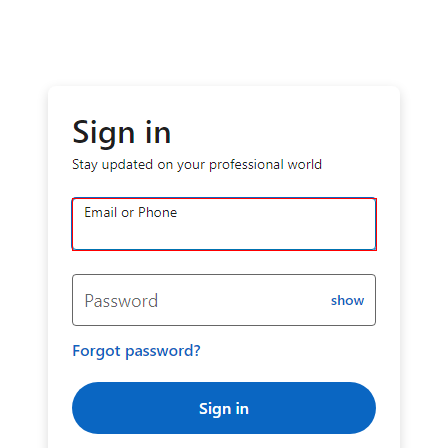 Sign in
Stay updated on your professional world
Email or Phone
Password show
Forgot password?
Sign in